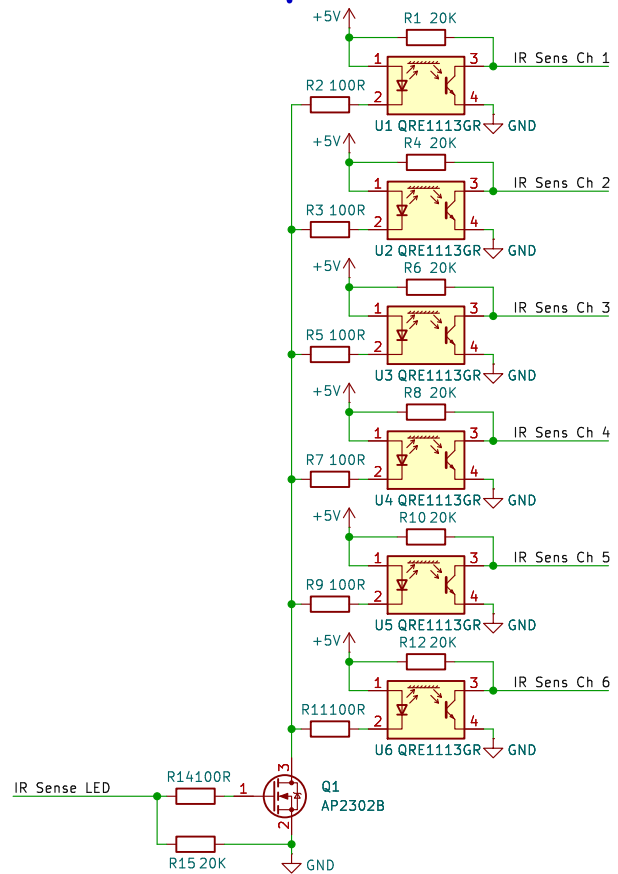 +5V R1 20K
1 3 IR Sens Ch 1
R2 100R 2 4
U1 QRE1113GR GND
+5V R4 20K
1 3 IR Sens Ch 2
R3 100R 2 4
U2 QRE1113GR GND
+5V R6 20K
1 3 IR Sens Ch 3
R5 100R 2 4
U3 QRE1113GR GND
+5V R8 20K
1 3 IR Sens Ch 4
R7 100R 2 4
U4 QRE1113GR GND
+5V R10 20K
1 3 IR Sens Ch 5
R9 100R 2 4
U5 QRE1113GR GND
+5V R12 20K
1 3 IR Sens Ch 6
R11 100R 2 4
U6 QRE1113GR GND
3
IR Sense LED R14 100R 1 Q1
AP2302B
2
R15 20K GND